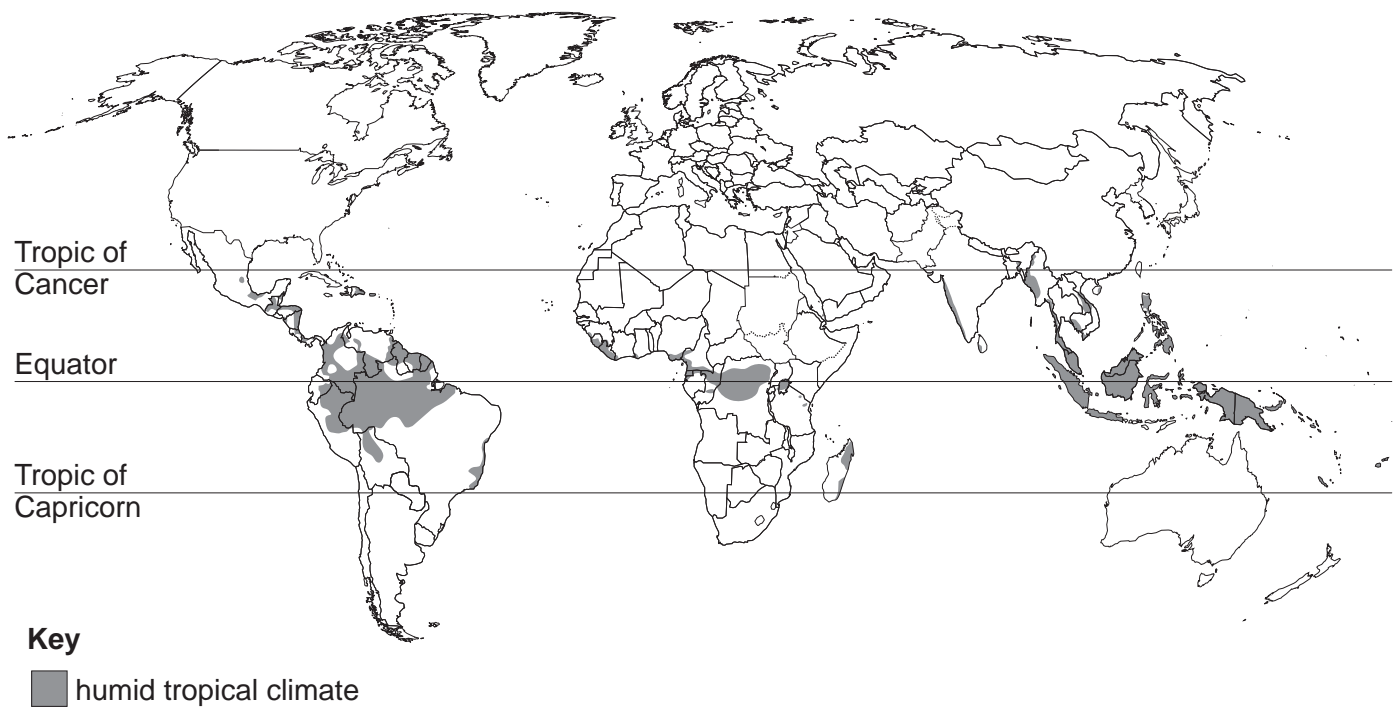 Tropic of
Cancer
Equator
Tropic of
Capricorn
Key
humid tropical climate